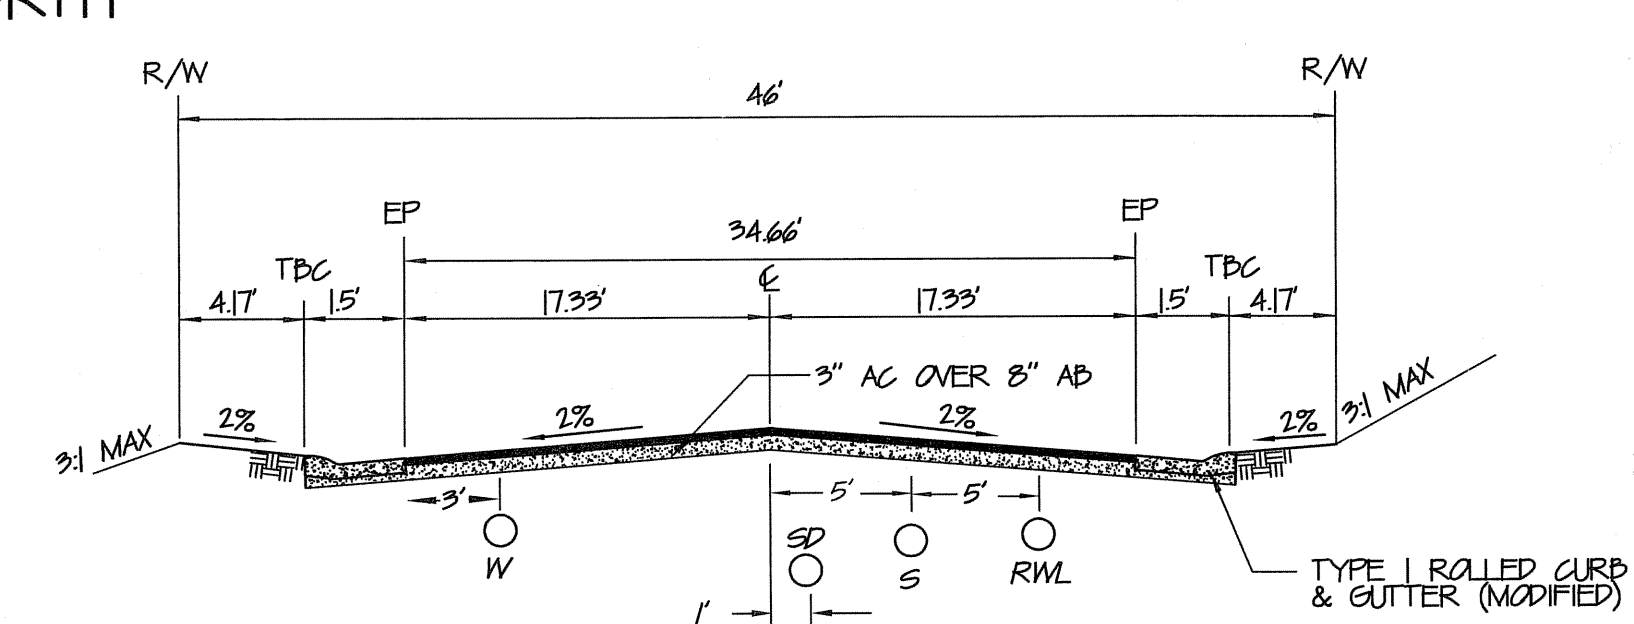 R/W
R/W
46'
EP
EP
34.66'
TBC
℄
TBC
4.17'
1.5'
17.33'
17.33'
1.5'
4.17'
3" AC OVER 8" AB
3:1 MAX
2%
2%
2%
2%
3:1 MAX
3'
5'
5'
W
SD
S
RWL
1'
TYPE 1 ROLLED CURB
& GUTTER (MODIFIED)